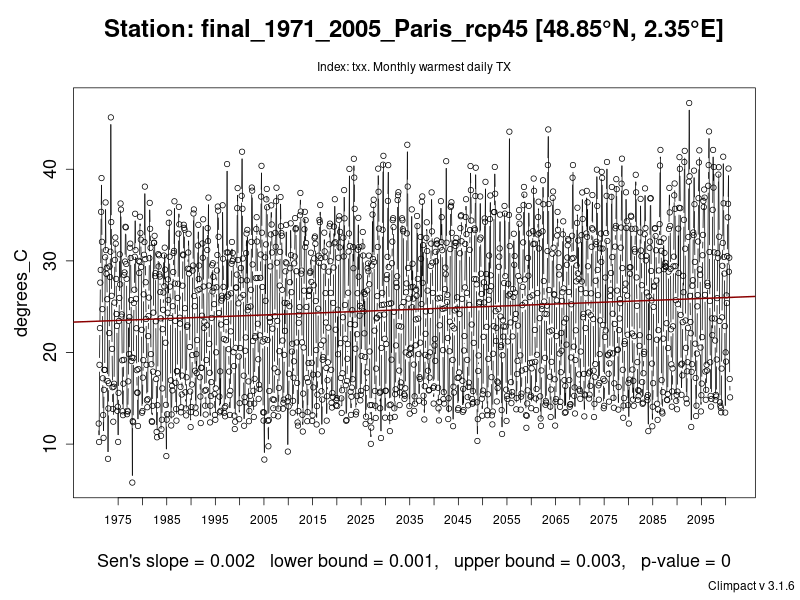 Station: final_1971_2005_Paris_rcp45 [48.85°N, 2.35°E]
Index: txx. Monthly warmest daily TX
degrees_C
40
30
20
10
1975 1985 1995 2005 2015 2025 2035 2045 2055 2065 2075 2085 2095
Sen's slope = 0.002 lower bound = 0.001, upper bound = 0.003, p-value = 0
Climpact v 3.1.6